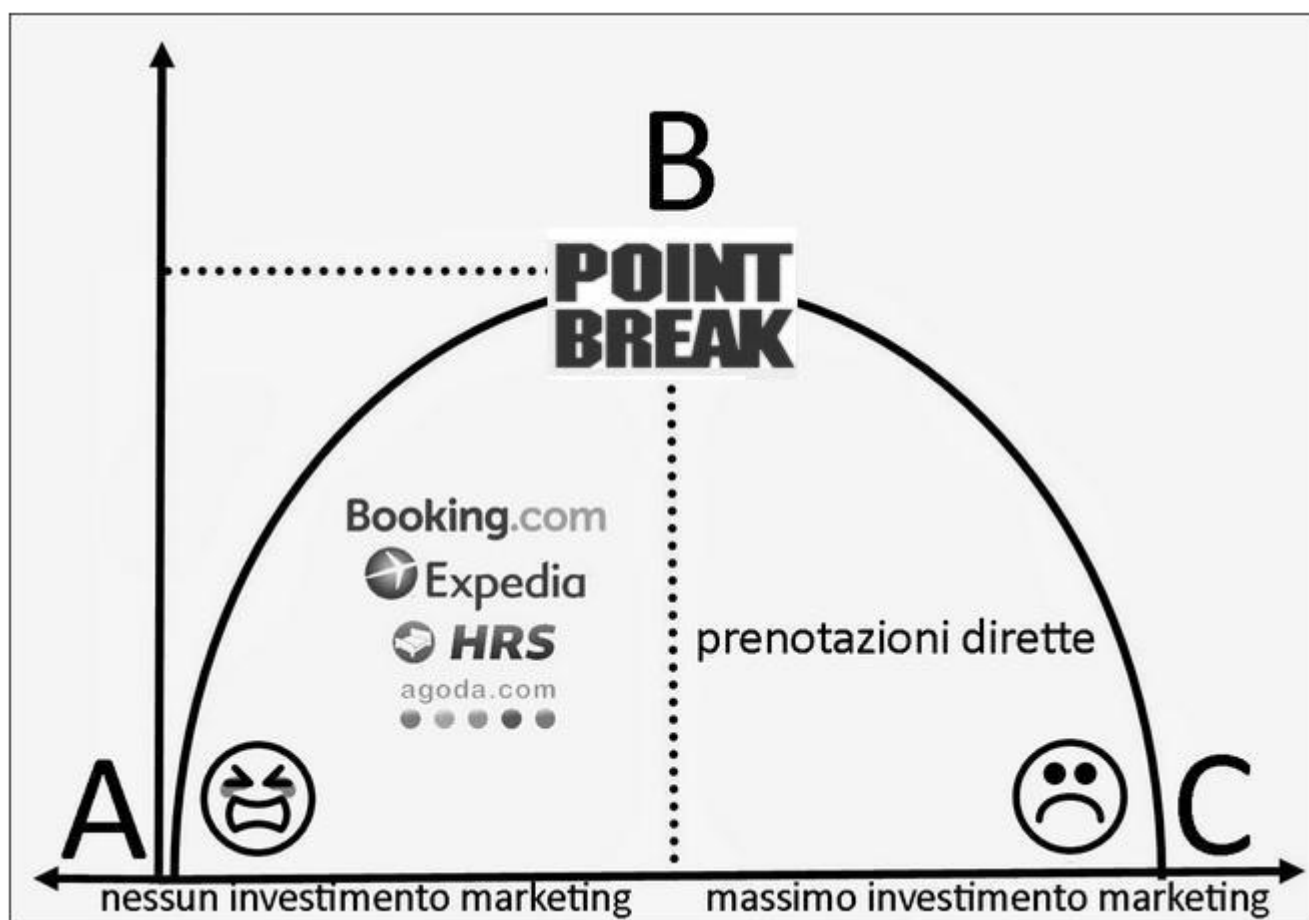 B
POINT
BREAK
Booking.com
Expedia
HRS
agoda.com
prenotazioni dirette
A
C
nessun investimento marketing
massimo investimento marketing